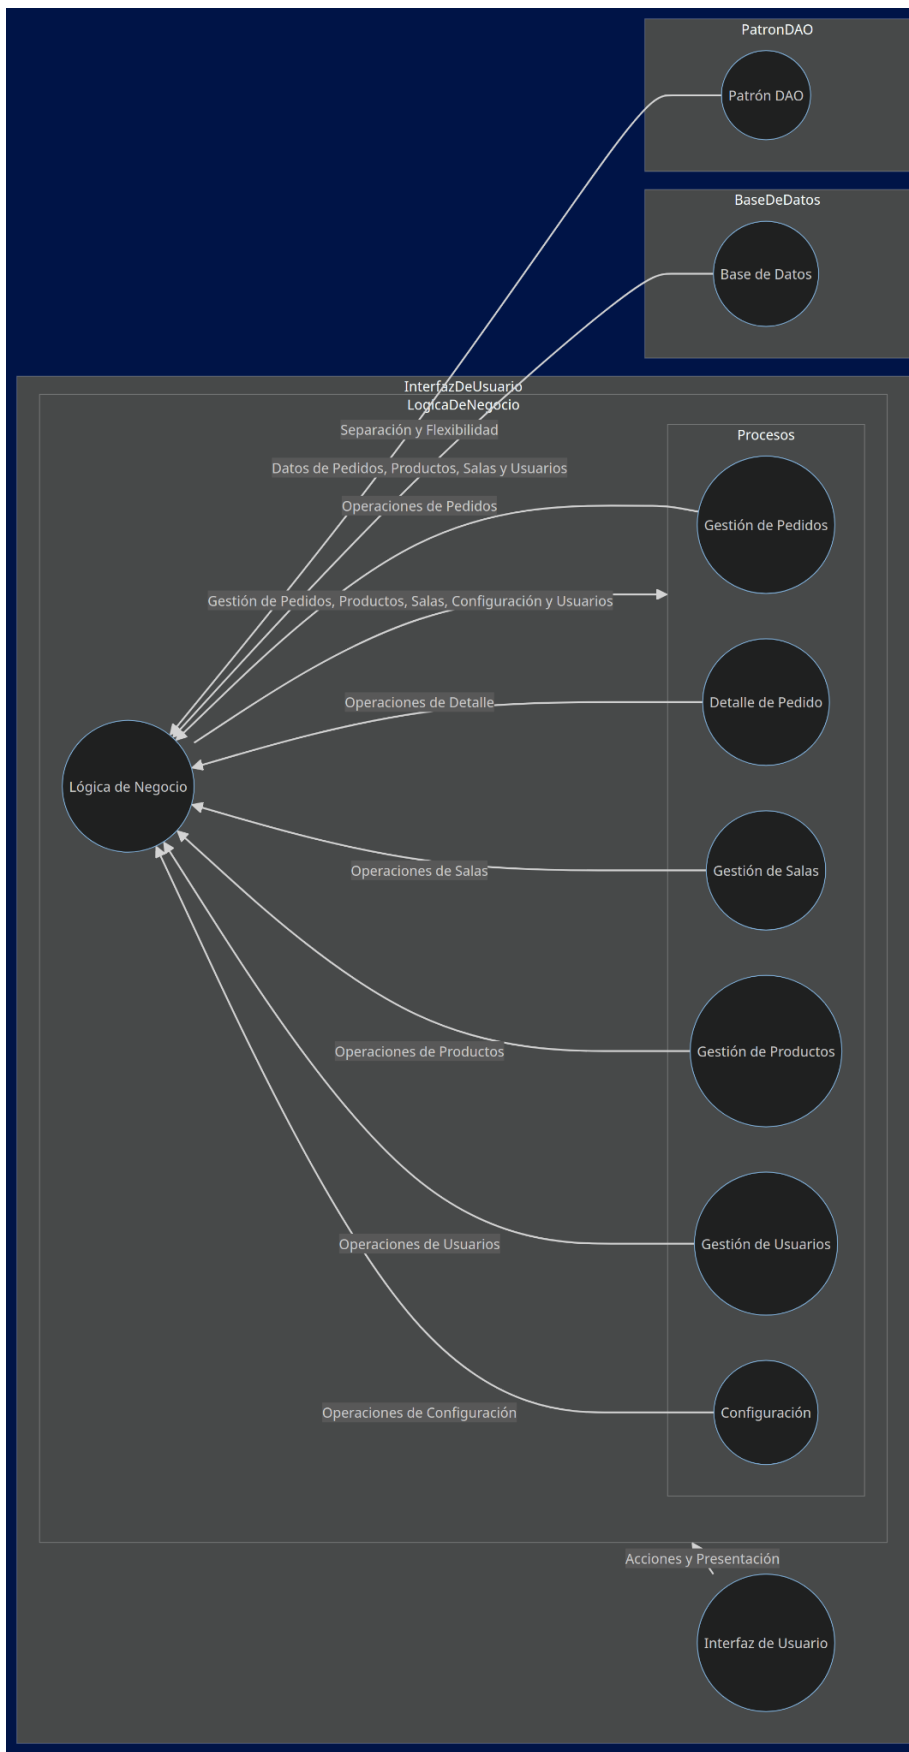 PatronDAO
Patrón DAO
BaseDeDatos
Base de Datos
InterfazDeUsuario
LogicaDeNegocio
Separación y Flexibilidad
Procesos
Datos de Pedidos, Productos, Salas y Usuarios
Operaciones de Pedidos
Gestión de Pedidos
Gestión de Pedidos, Productos, Salas, Configuración y Usuarios
Operaciones de Detalle
Detalle de Pedido
Lógica de Negocio
Operaciones de Salas
Gestión de Salas
Operaciones de Productos
Gestión de Productos
Operaciones de Usuarios
Gestión de Usuarios
Operaciones de Configuración
Configuración
Acciones y Presentación
Interfaz de Usuario